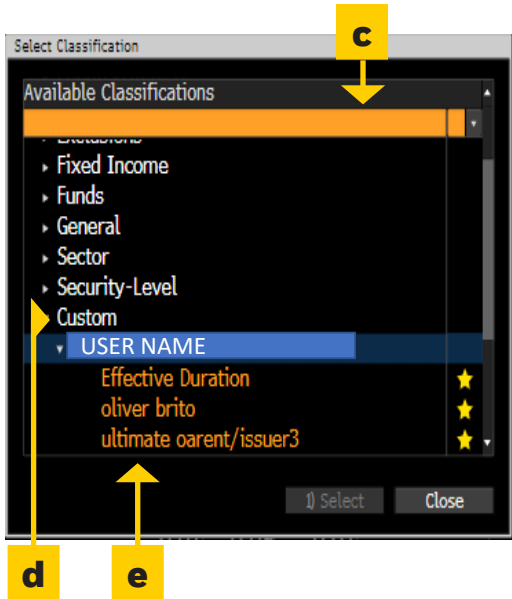 c
Select Classification
Available Classifications
Exclusions
Fixed Income
Funds
General
Sector
Security-Level
Custom
USER NAME
Effective Duration
oliver brito
ultimate oarent/issuer3
1) Select Close
d e